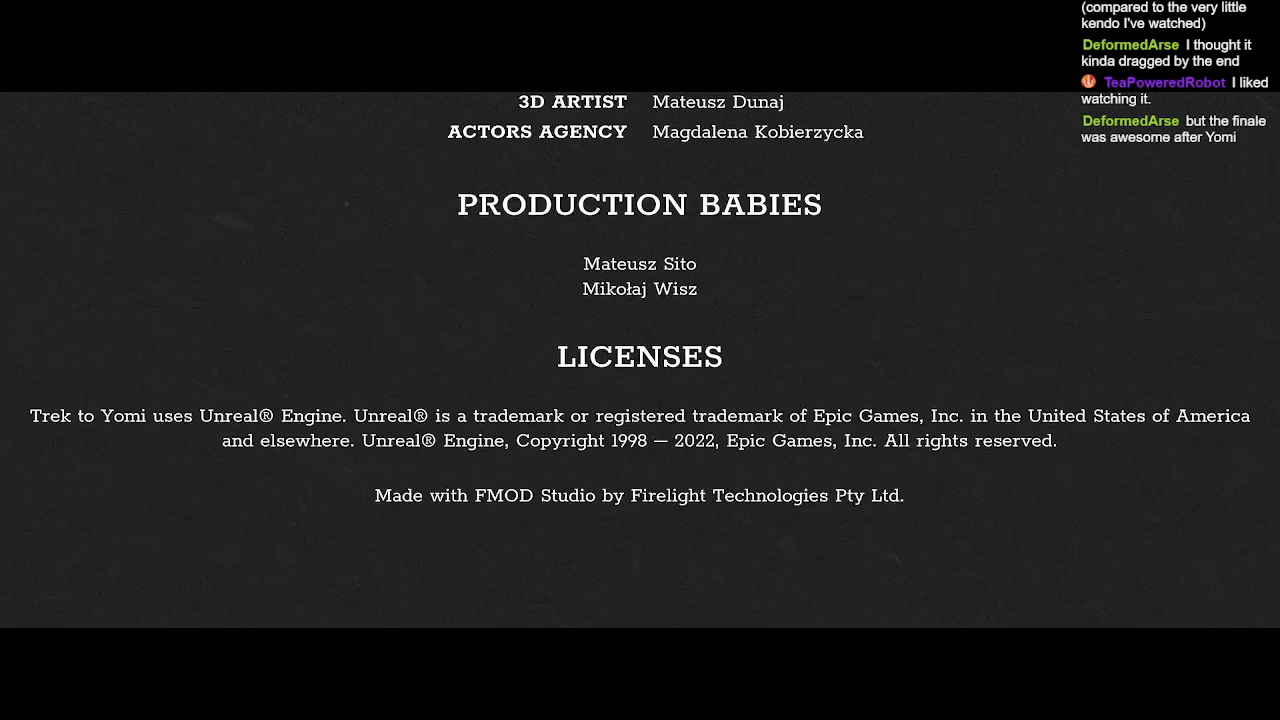 (compared to the very little
kendo I've watched)
DeformedArse I thought it
kinda dragged by the end
TeaPoweredRobot I liked
watching it.
DeformedArse but the finale
was awesome after Yomi
3D ARTIST Mateusz Dunaj
ACTORS AGENCY Magdalena Kobierzycka
PRODUCTION BABIES
Mateusz Sito
Mikołaj Wisz
LICENSES
Trek to Yomi uses Unreal® Engine. Unreal® is a trademark or registered trademark of Epic Games, Inc. in the United States of America
and elsewhere. Unreal® Engine, Copyright 1998 – 2022, Epic Games, Inc. All rights reserved.
Made with FMOD Studio by Firelight Technologies Pty Ltd.